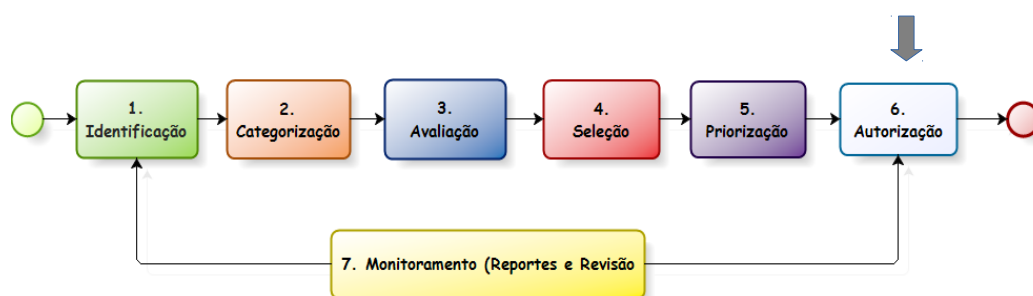 1.
Identificação
2.
Categorização
3.
Avaliação
4.
Seleção
5.
Priorização
6.
Autorização
7. Monitoramento (Reportes e Revisão